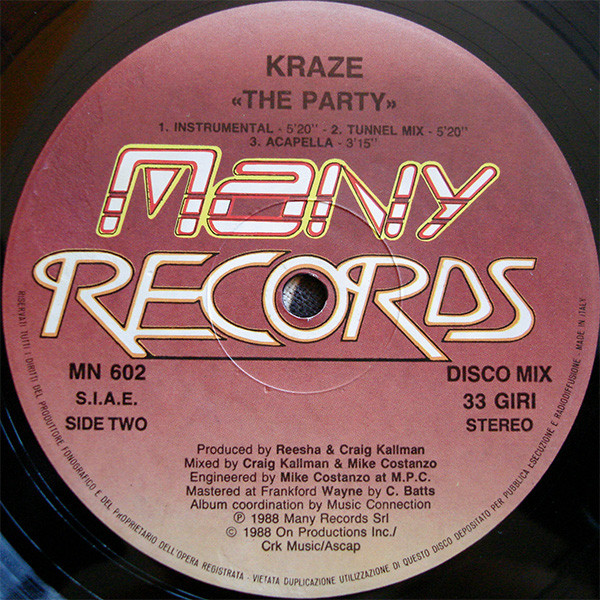 KRAZE
«THE PARTY»
1. INSTRUMENTAL - 5'20" - 2. TUNNEL MIX - 5'20"
3. ACAPELLA - 3'15"
MANY
RECORDS
MN 602
S.I.A.E.
SIDE TWO
DISCO MIX
33 GIRI
STEREO
Produced by Reesha & Craig Kallman
Mixed by Craig Kallman & Mike Costanzo
Engineered by Mike Costanzo at M.P.C.
Mastered at Frankford Wayne by C. Batts
Album coordination by Music Connection
℗ 1988 Many Records Srl
© 1988 On Productions Inc./
Crk Music/Ascap
RISERVATI TUTTI I DIRITTI DEL PRODUTTORE FONOGRAFICO E DEL PROPRIETARIO DELL'OPERA REGISTRATA - VIETATA DUPLICAZIONE UTILIZZAZIONE DI QUESTO DISCO DEPOSITATO PER PUBBLICA ESECUZIONE E RADIODIFFUSIONE - MADE IN ITALY